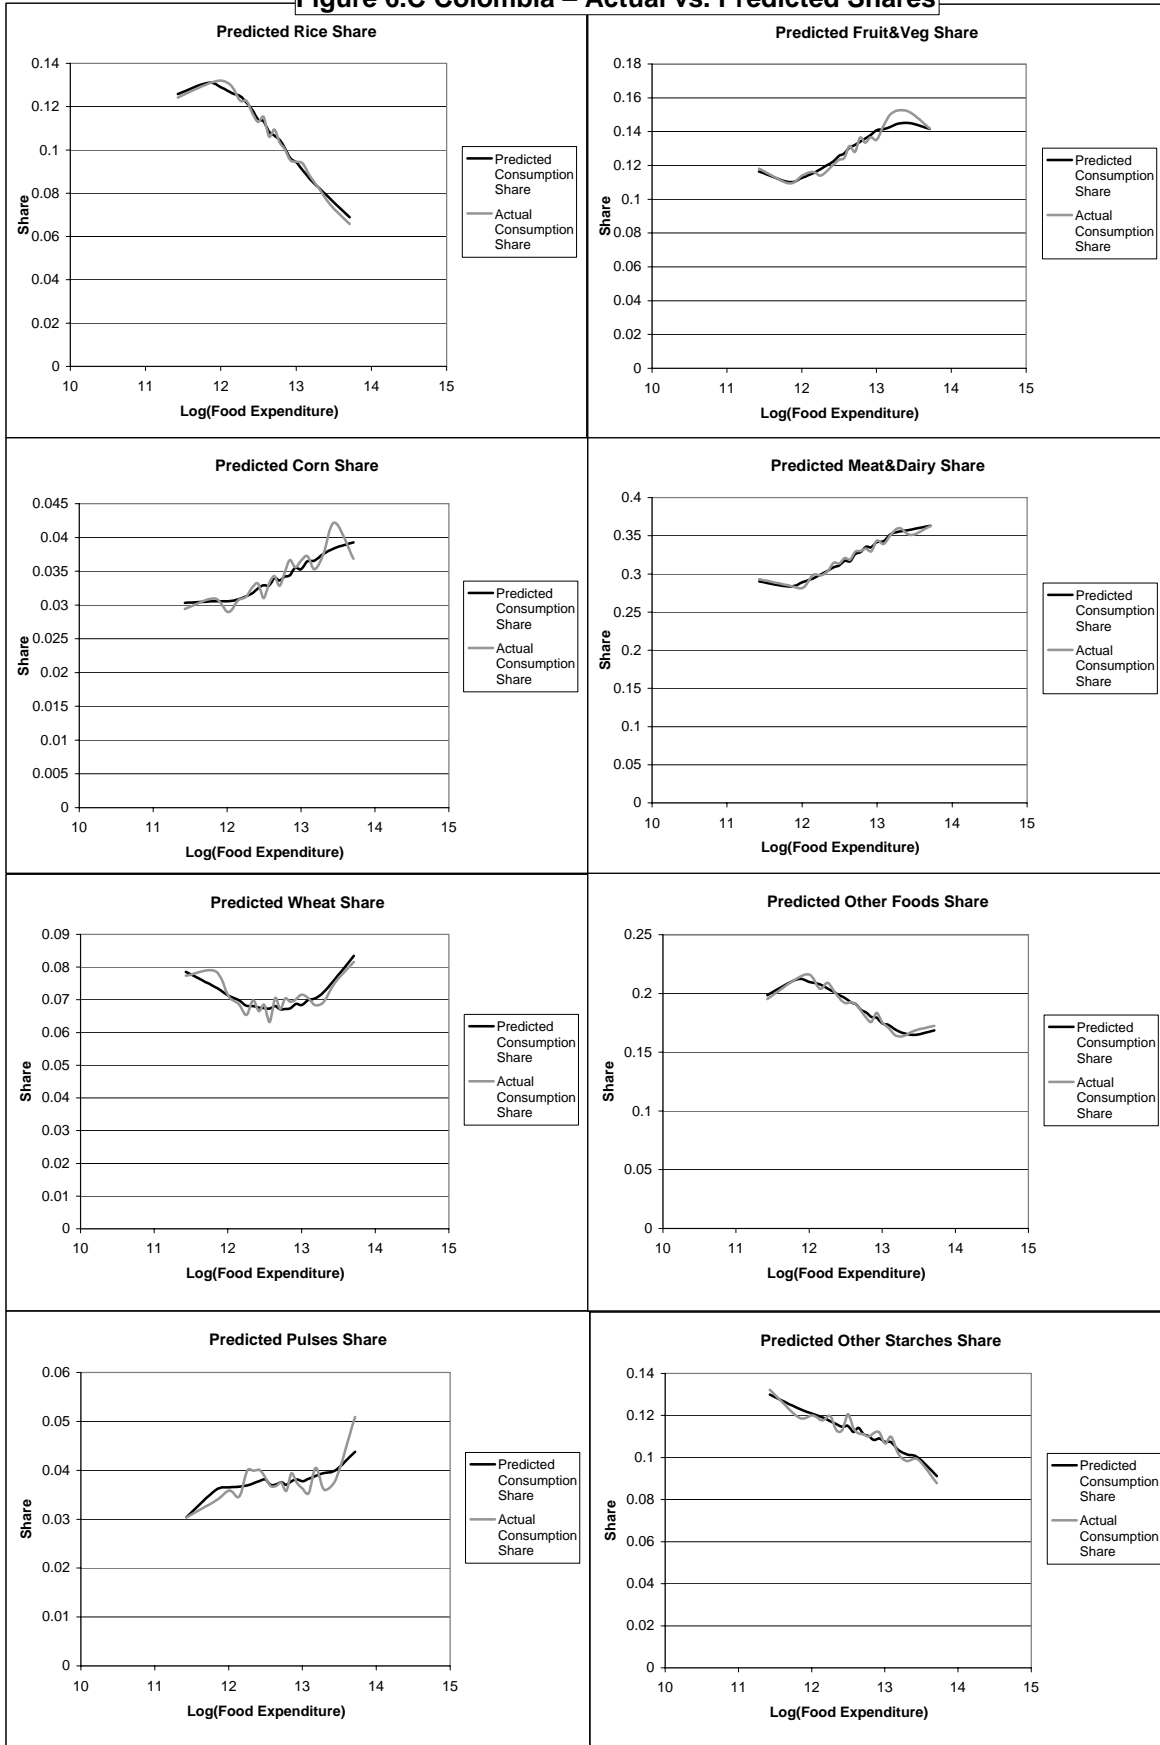 Figure 6.C Colombia – Actual vs. Predicted Shares
Predicted Rice Share
0.14
0.12
0.1
0.08
0.06
0.04
0.02
0
Share
10 11 12 13 14 15
Log(Food Expenditure)
Predicted
Consumption
Share
Actual
Consumption
Share
Predicted Fruit&Veg Share
0.18
0.16
0.14
0.12
0.1
0.08
0.06
0.04
0.02
0
Share
10 11 12 13 14 15
Log(Food Expenditure)
Predicted
Consumption
Share
Actual
Consumption
Share
Predicted Corn Share
0.045
0.04
0.035
0.03
0.025
0.02
0.015
0.01
0.005
0
Share
10 11 12 13 14 15
Log(Food Expenditure)
Predicted
Consumption
Share
Actual
Consumption
Share
Predicted Meat&Dairy Share
0.4
0.35
0.3
0.25
0.2
0.15
0.1
0.05
0
Share
10 11 12 13 14 15
Log(Food Expenditure)
Predicted
Consumption
Share
Actual
Consumption
Share
Predicted Wheat Share
0.09
0.08
0.07
0.06
0.05
0.04
0.03
0.02
0.01
0
Share
10 11 12 13 14 15
Log(Food Expenditure)
Predicted
Consumption
Share
Actual
Consumption
Share
Predicted Other Foods Share
0.25
0.2
0.15
0.1
0.05
0
Share
10 11 12 13 14 15
Log(Food Expenditure)
Predicted
Consumption
Share
Actual
Consumption
Share
Predicted Pulses Share
0.06
0.05
0.04
0.03
0.02
0.01
0
Share
10 11 12 13 14 15
Log(Food Expenditure)
Predicted
Consumption
Share
Actual
Consumption
Share
Predicted Other Starches Share
0.14
0.12
0.1
0.08
0.06
0.04
0.02
0
Share
10 11 12 13 14 15
Log(Food Expenditure)
Predicted
Consumption
Share
Actual
Consumption
Share